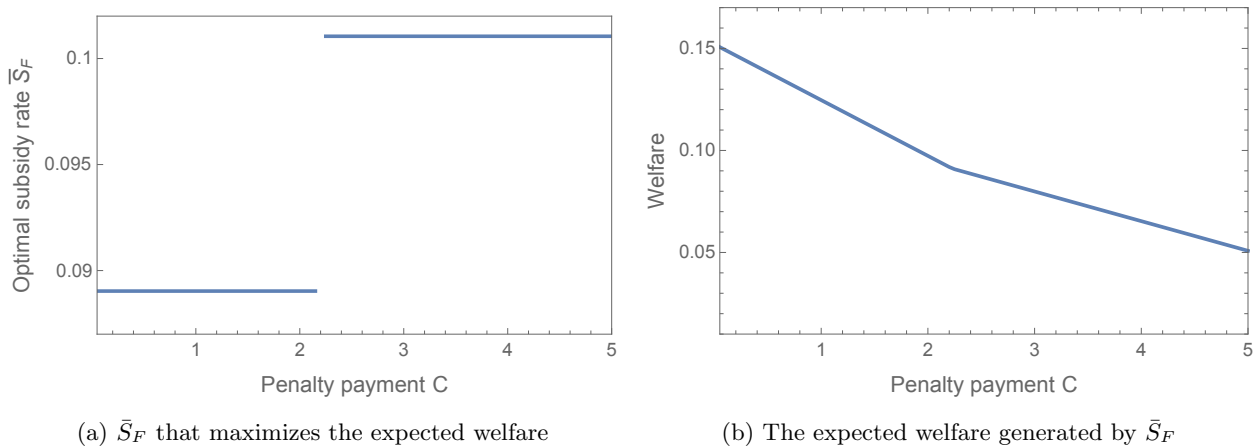 Optimal subsidy rate S̄_F
0.1
0.095
0.09
1 2 3 4 5
Penalty payment C
(a) S̄_F that maximizes the expected welfare
Welfare
0.15
0.10
0.05
1 2 3 4 5
Penalty payment C
(b) The expected welfare generated by S̄_F